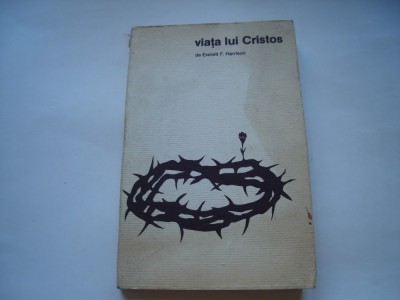 viața lui Cristos
de Everett F. Harrison